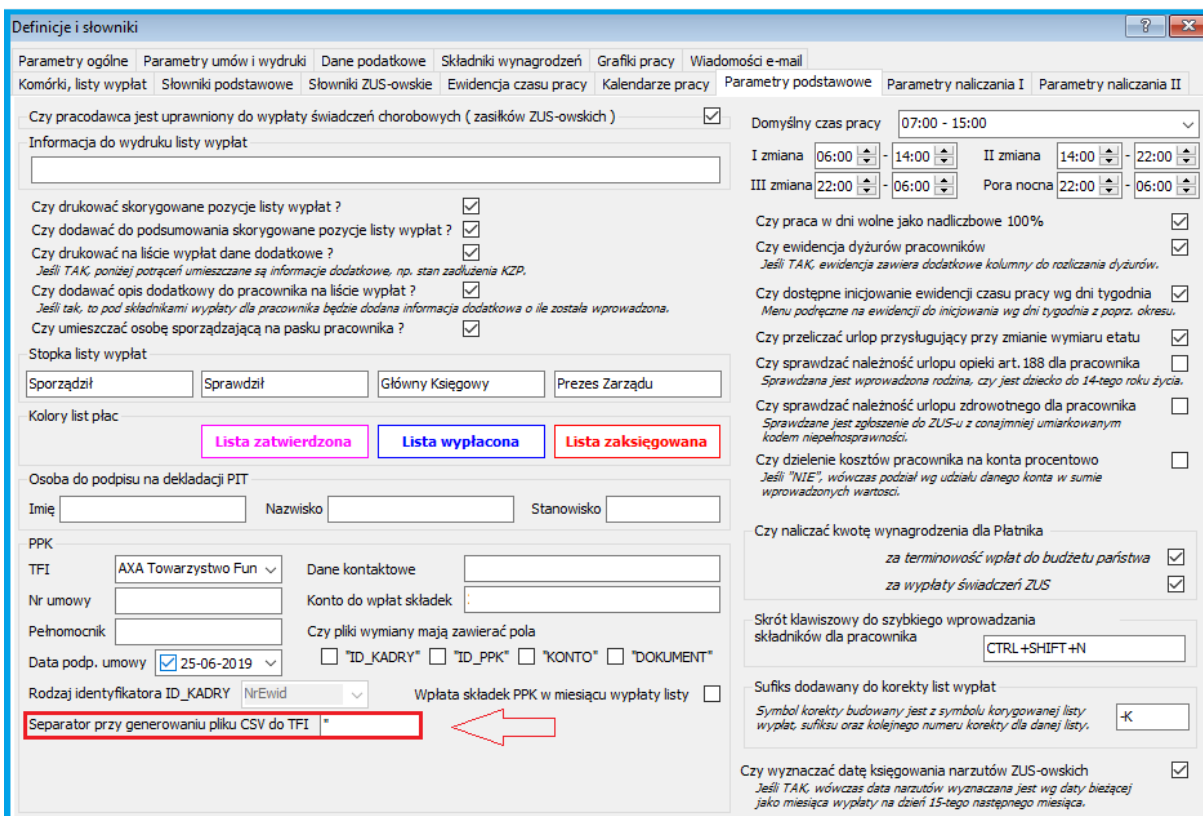 Definicje i słowniki
Parametry ogólne Parametry umów i wydruki Dane podatkowe Składniki wynagrodzeń Grafiki pracy Wiadomości e-mail
Komórki, listy wypłat Słowniki podstawowe Słowniki ZUS-owskie Ewidencja czasu pracy Kalendarze pracy Parametry podstawowe Parametry naliczania I Parametry naliczania II
Czy pracodawca jest uprawniony do wypłaty świadczeń chorobowych ( zasiłków ZUS-owskich )
Informacja do wydruku listy wypłat
Czy drukować skorygowane pozycje listy wypłat ?
Czy dodawać do podsumowania skorygowane pozycje listy wypłat ?
Czy drukować na liście wypłat dane dodatkowe ?
Jeśli TAK, poniżej potrąceń umieszczane są informacje dodatkowe, np. stan zadłużenia KZP.
Czy dodawać opis dodatkowy do pracownika na liście wypłat ?
Jeśli tak, to pod składnikami wypłaty dla pracownika będzie dodana informacja dodatkowa o ile została wprowadzona.
Czy umieszczać osobę sporządzającą na pasku pracownika ?
Stopka listy wypłat
Sporządził Sprawdził Główny Księgowy Prezes Zarządu
Kolory list płac
Lista zatwierdzona Lista wypłacona Lista zaksięgowana
Osoba do podpisu na dekladacji PIT
Imię Nazwisko Stanowisko
PPK
TFI AXA Towarzystwo Fun Dane kontaktowe
Nr umowy Konto do wpłat składek
Pełnomocnik Czy pliki wymiany mają zawierać pola
Data podp. umowy 25-06-2019 "ID_KADRY" "ID_PPK" "KONTO" "DOKUMENT"
Rodzaj identyfikatora ID_KADRY NrEwid Wpłata składek PPK w miesiącu wypłaty listy
Separator przy generowaniu pliku CSV do TFI "
Domyślny czas pracy 07:00 - 15:00
I zmiana 06:00 - 14:00 II zmiana 14:00 - 22:00
III zmiana 22:00 - 06:00 Pora nocna 22:00 - 06:00
Czy praca w dni wolne jako nadliczbowe 100%
Czy ewidencja dyżurów pracowników
Jeśli TAK, ewidencja zawiera dodatkowe kolumny do rozliczania dyżurów.
Czy dostępne inicjowanie ewidencji czasu pracy wg dni tygodnia
Menu podręczne na ewidencji do inicjowania wg dni tygodnia z poprz. okresu.
Czy przeliczać urlop przysługujący przy zmianie wymiaru etatu
Czy sprawdzać należność urlopu opieki art.188 dla pracownika
Sprawdzana jest wprowadzona rodzina, czy jest dziecko do 14-tego roku życia.
Czy sprawdzać należność urlopu zdrowotnego dla pracownika
Sprawdzane jest zgłoszenie do ZUS-u z conajmniej umiarkowanym
kodem niepełnosprawności.
Czy dzielenie kosztów pracownika na konta procentowo
Jeśli "NIE", wówczas podział wg udziału danego konta w sumie
wprowadzonych wartosci.
Czy naliczać kwotę wynagrodzenia dla Płatnika
za terminowość wpłat do budżetu państwa
za wypłaty świadczeń ZUS
Skrót klawiszowy do szybkiego wprowadzania
składników dla pracownika CTRL+SHIFT+N
Sufiks dodawany do korekty list wypłat
Symbol korekty budowany jest z symbolu korygowanej listy
wypłat, sufiksu oraz kolejnego numeru korekty dla danej listy. -K
Czy wyznaczać datę księgowania narzutów ZUS-owskich
Jeśli TAK, wówczas data narzutów wyznaczana jest wg daty bieżącej
jako miesiąca wypłaty na dzień 15-tego następnego miesiąca.